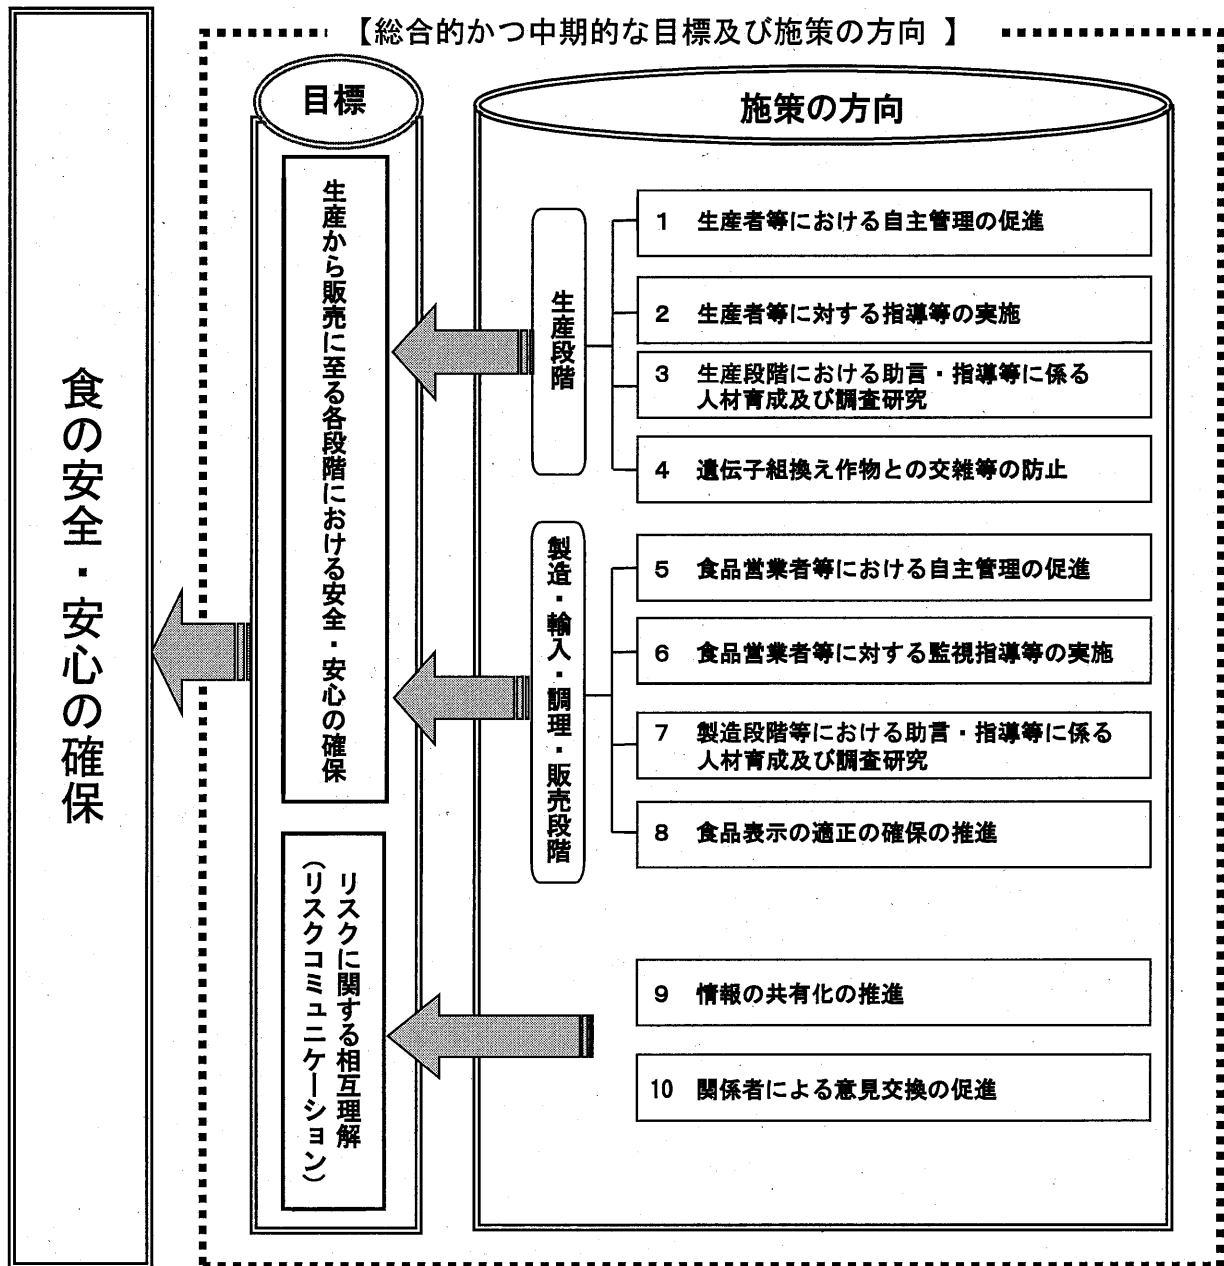 【総合的かつ中期的な目標及び施策の方向 】
食の安全・安心の確保
目標
生産から販売に至る各段階における安全・安心の確保
リスクに関する相互理解
(リスクコミュニケーション)
施策の方向
生産段階
1 生産者等における自主管理の促進
2 生産者等に対する指導等の実施
3 生産段階における助言・指導等に係る
人材育成及び調査研究
4 遺伝子組換え作物との交雑等の防止
製造・輸入・調理・販売段階
5 食品営業者等における自主管理の促進
6 食品営業者等に対する監視指導等の実施
7 製造段階等における助言・指導等に係る
人材育成及び調査研究
8 食品表示の適正の確保の推進
9 情報の共有化の推進
10 関係者による意見交換の促進